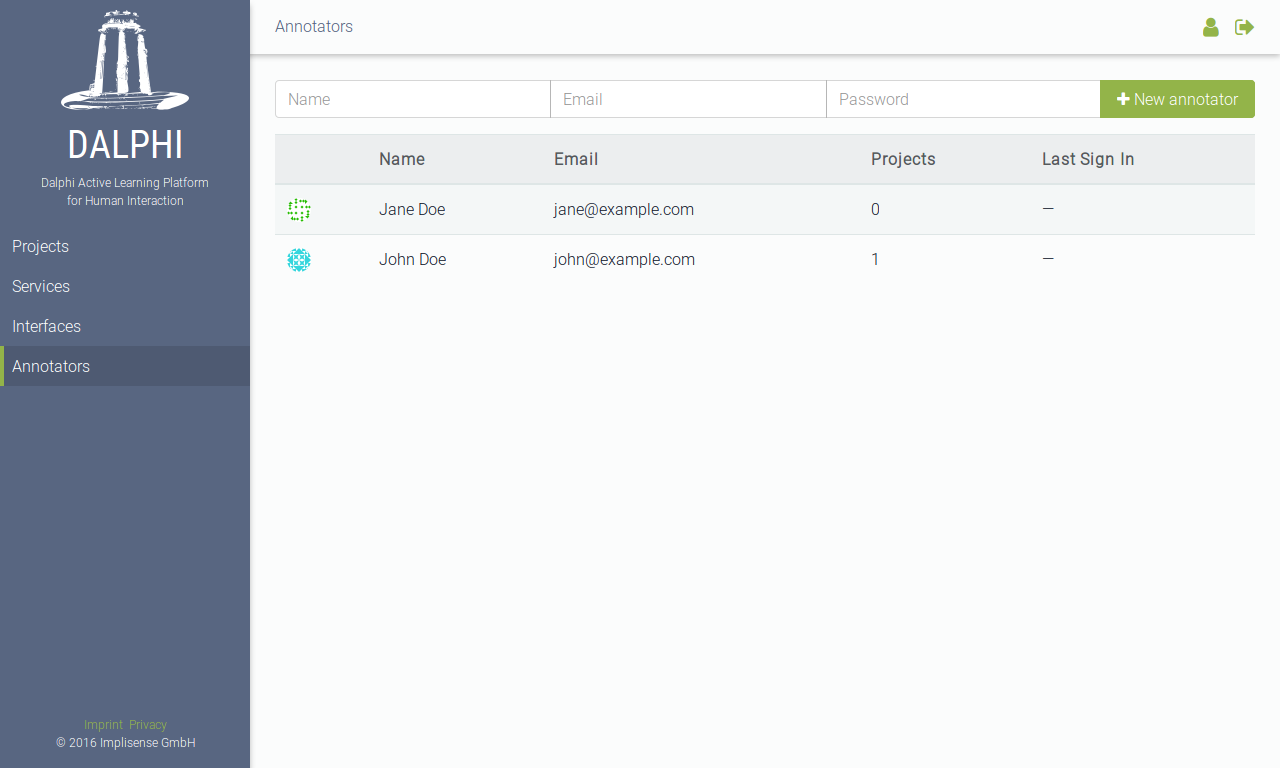 DALPHI
Dalphi Active Learning Platform
for Human Interaction
Projects
Services
Interfaces
Annotators
Imprint Privacy
© 2016 Implisense GmbH
Annotators
Name Email Password New annotator
Name Email Projects Last Sign In
Jane Doe jane@example.com 0 —
John Doe john@example.com 1 —